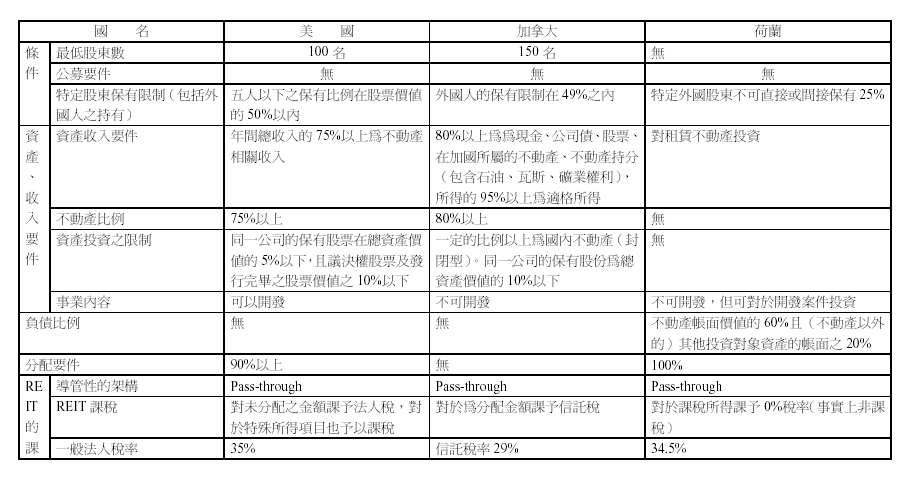 國 名 美 國 加拿大 荷蘭
條件 最低股東數 100 名 150 名 無
公募要件 無 無 無
特定股東保有限制（包括外國人之持有） 五人以下之保有比例在股票價值的 50%以內 外國人的保有限制在 49%之內 特定外國股東不可直接或間接保有 25%
資產、收入要件 資產收入要件 年間總收入的 75%以上爲不動產相關收入 80%以上爲爲現金、公司債、股票、在加國所屬的不動產、不動產持分（包含石油、瓦斯、礦業權利），所得的 95%以上爲適格所得 對租賃不動產投資
不動產比例 75%以上 80%以上 無
資產投資之限制 同一公司的保有股票在總資產價值的 5%以下，且議決權股票及發行完畢之股票價值之 10%以下 一定的比例以上爲國內不動產（封閉型）。同一公司的保有股份爲總資產價值的 10%以下 無
事業內容 可以開發 不可開發 不可開發，但可對於開發案件投資
負債比例 無 無 不動產帳面價值的 60%且（不動產以外的）其他投資對象資產的帳面之 20%
分配要件 90%以上 無 100%
REIT的課 導管性的架構 Pass-through Pass-through Pass-through
REIT 課稅 對未分配之金額課予法人稅，對於特殊所得項目也予以課稅 對於爲分配金額課予信託稅 對於課稅所得課予 0%稅率（事實上非課稅）
一般法人稅率 35% 信託稅率 29% 34.5%